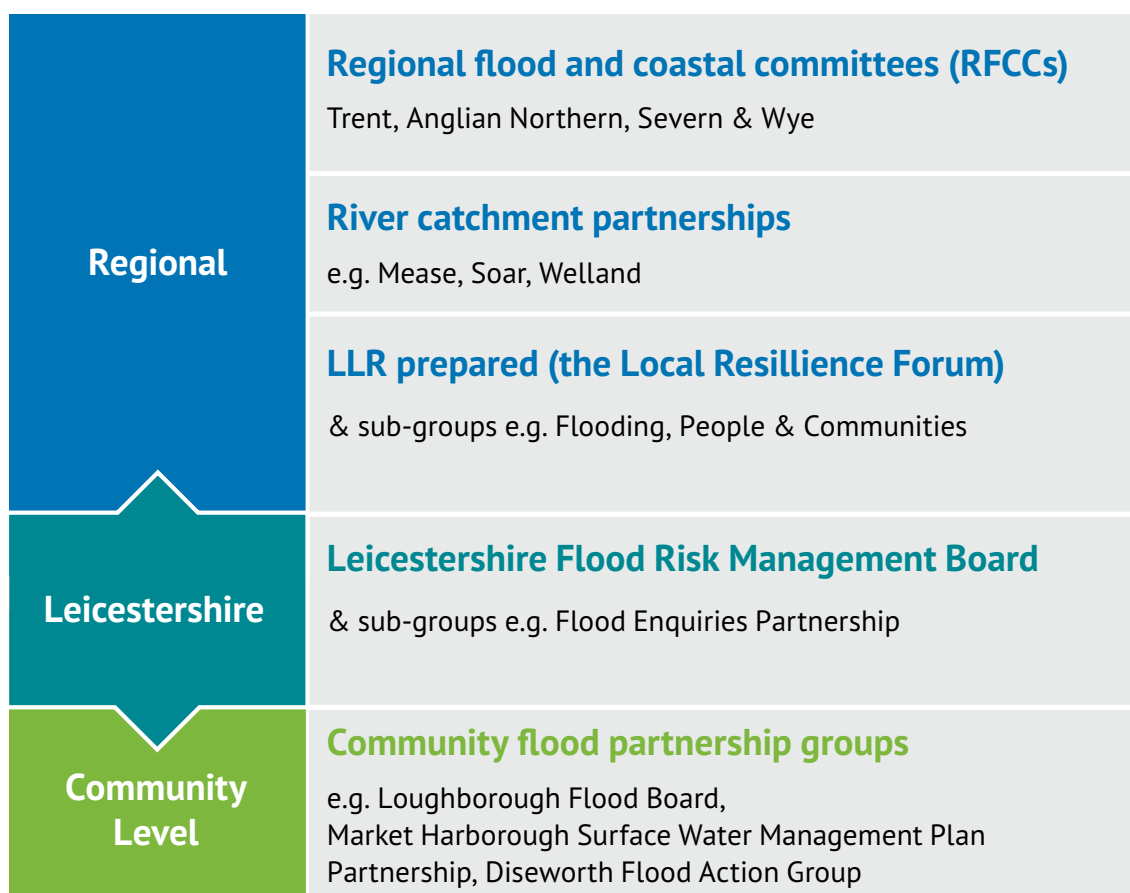 Regional
Regional flood and coastal committees (RFCCs)
Trent, Anglian Northern, Severn & Wye
River catchment partnerships
e.g. Mease, Soar, Welland
LLR prepared (the Local Resillience Forum)
& sub-groups e.g. Flooding, People & Communities
Leicestershire
Leicestershire Flood Risk Management Board
& sub-groups e.g. Flood Enquiries Partnership
Community
Level
Community flood partnership groups
e.g. Loughborough Flood Board,
Market Harborough Surface Water Management Plan
Partnership, Diseworth Flood Action Group